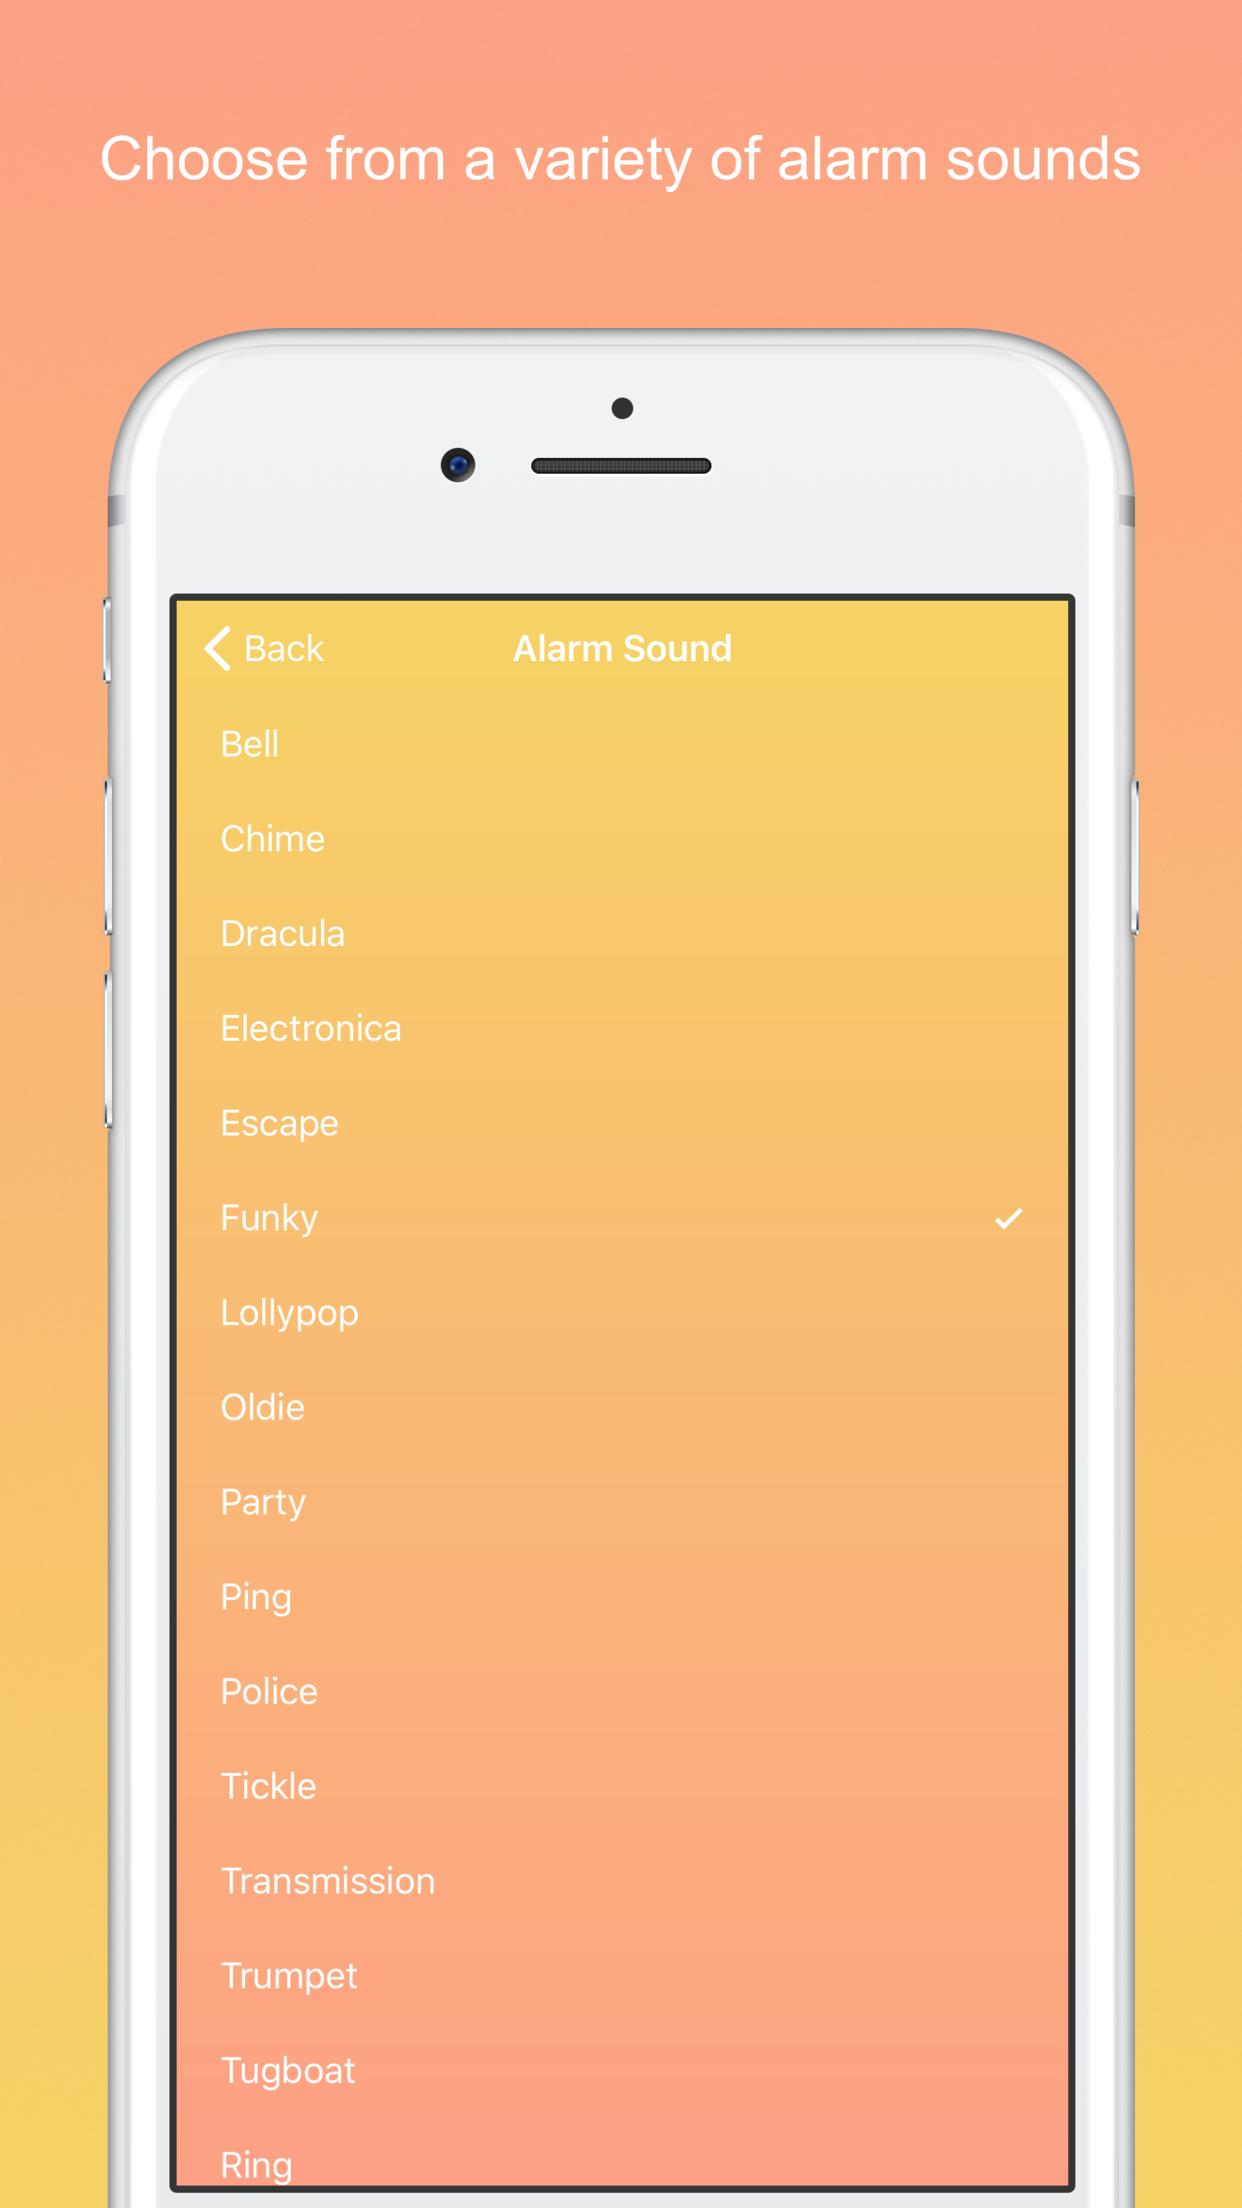 Choose from a variety of alarm sounds
Back
Alarm Sound
Bell
Chime
Dracula
Electronica
Escape
Funky
Lollypop
Oldie
Party
Ping
Police
Tickle
Transmission
Trumpet
Tugboat
Ring